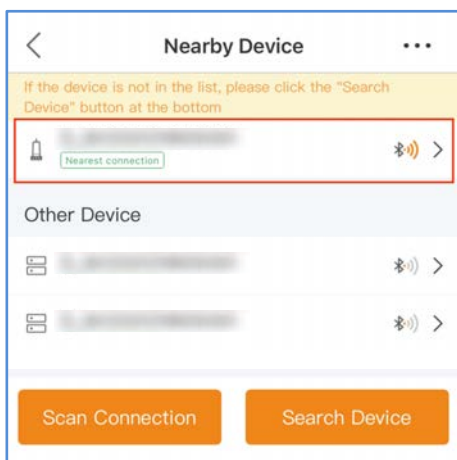 Nearby Device
If the device is not in the list, please click the "Search
Device" button at the bottom
Nearest connection
Other Device
Scan Connection
Search Device